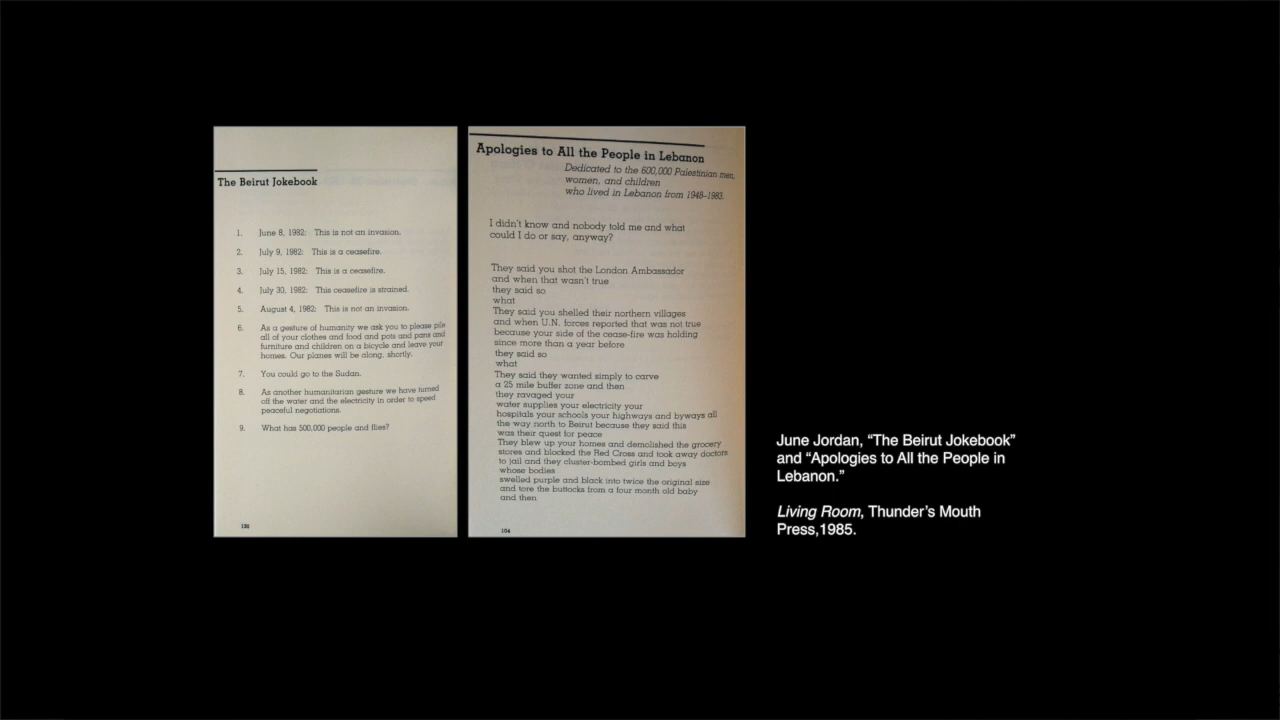 The Beirut Jokebook
1. June 8, 1982: This is not an invasion.
2. July 9, 1982: This is a ceasefire.
3. July 15, 1982: This is a ceasefire.
4. July 30, 1982: This ceasefire is strained.
5. August 4, 1982: This is not an invasion.
6. As a gesture of humanity we ask you to please pile
all of your clothes and food and pots and pans and
furniture and children on a bicycle and leave your
homes. Our planes will be along, shortly.
7. You could go to the Sudan.
8. As another humanitarian gesture we have turned
off the water and the electricity in order to speed
peaceful negotiations.
9. What has 500,000 people and flies?
Apologies to All the People in Lebanon
Dedicated to the 600,000 Palestinian men,
women, and children
who lived in Lebanon from 1948–1983.
I didn't know and nobody told me and what
could I do or say, anyway?
They said you shot the London Ambassador
and when that wasn't true
they said so
what
They said you shelled their northern villages
and when U.N. forces reported that was not true
because your side of the cease-fire was holding
since more than a year before
they said so
what
They said they wanted simply to carve
a 25 mile buffer zone and then
they ravaged your
water supplies your electricity your
hospitals your schools your highways and byways all
the way north to Beirut because they said this
was their quest for peace
They blew up your homes and demolished the grocery
stores and blocked the Red Cross and took away doctors
to jail and they cluster-bombed girls and boys
whose bodies
swelled purple and black into twice the original size
and tore the buttocks from a four month old baby
and then
104
June Jordan, “The Beirut Jokebook”
and “Apologies to All the People in
Lebanon.”
Living Room, Thunder’s Mouth
Press,1985.